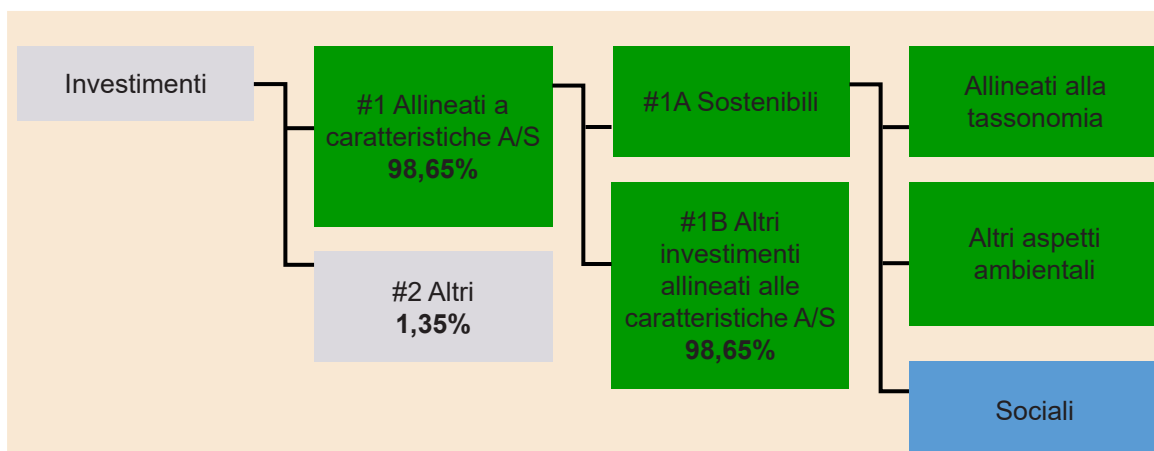 Investimenti
#1 Allineati a
caratteristiche A/S
98,65%
#2 Altri
1,35%
#1A Sostenibili
#1B Altri
investimenti
allineati alle
caratteristiche A/S
98,65%
Allineati alla
tassonomia
Altri aspetti
ambientali
Sociali